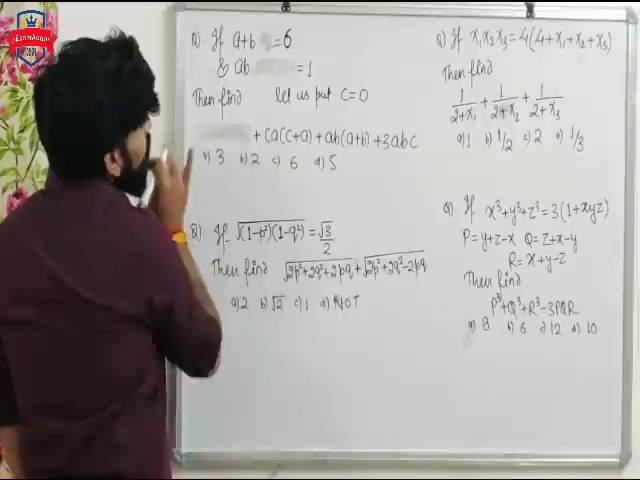 Q) If a+b =6
& ab =1
Then find let us put C=0
+ ca(c+a)+ab(a+b)+3abc
a) 3 b) 2 c) 6 d) 5
Q) If √(1-p²)(1-q²) = √3/2
Then find √2p²+2q²+2pq + √2p²+2q²-2pq
a) 2 b) √2 c) 1 d) NOT
Q) If x₁x₂x₃=4(4+x₁+x₂+x₃)
Then find
1/2+x₁ + 1/2+x₂ + 1/2+x₃
a) 1 b) 1/2 c) 2 d) 1/3
Q) If x³+y³+z³=3(1+xyz)
P=y+z-x Q=z+x-y
R=x+y-z
Then find
P³+Q³+R³-3PQR
a) 8 b) 6 c) 12 d) 10